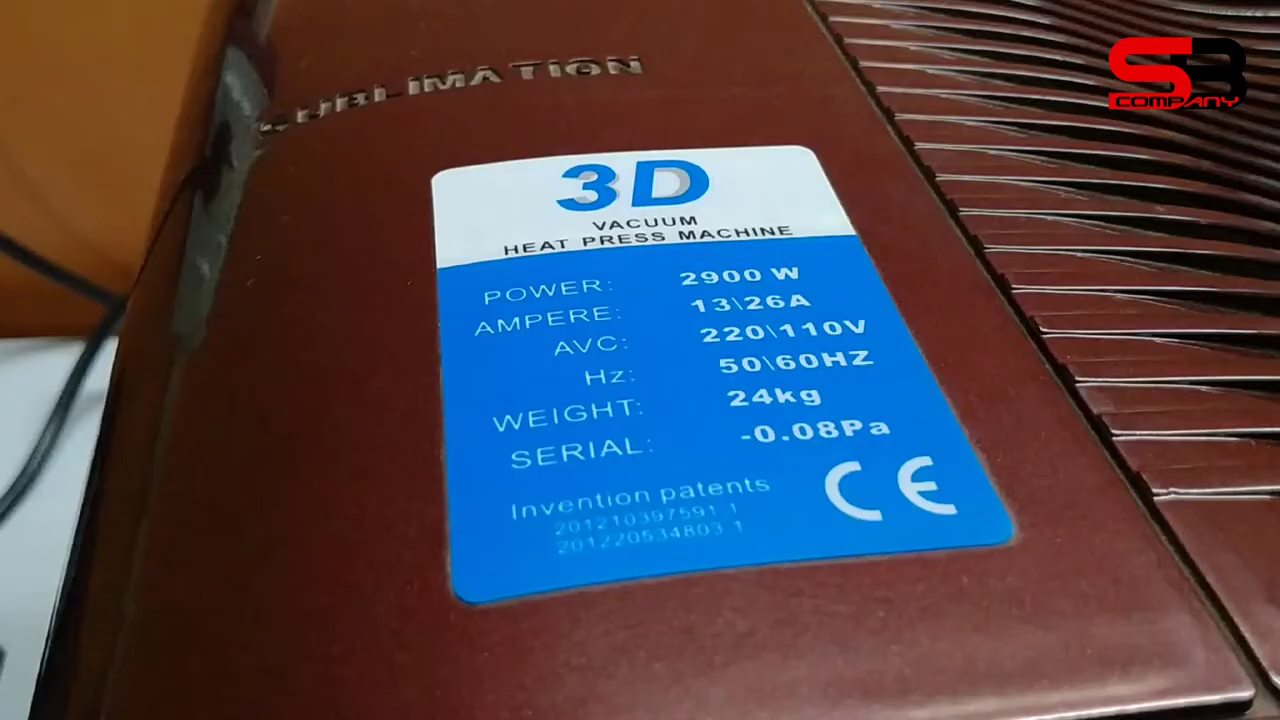 SUBLIMATION
SB
COMPANY
3D
VACUUM
HEAT PRESS MACHINE
POWER: 2900 W
AMPERE: 13\26A
AVC: 220\110V
Hz: 50\60HZ
WEIGHT: 24kg
SERIAL: -0.08Pa
Invention patents
201210397591 1
201220534803 1
CE